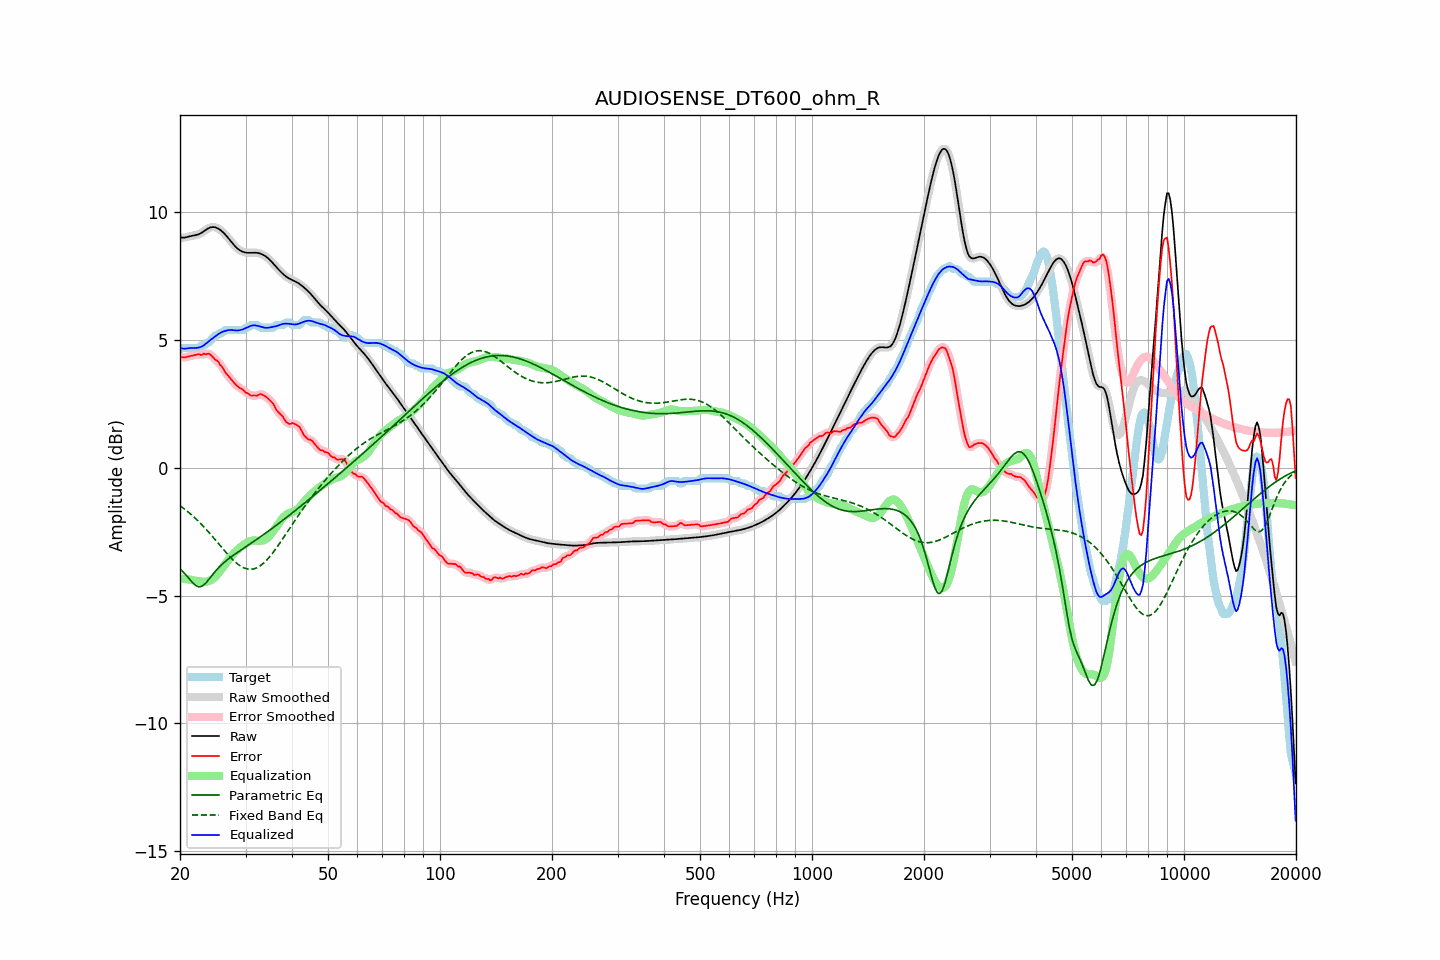 AUDIOSENSE_DT600_ohm_R
Amplitude (dBr)
10
5
0
−5
−10
−15
Target
Raw Smoothed
Error Smoothed
Raw
Error
Equalization
Parametric Eq
Fixed Band Eq
Equalized
20 50 100 200 500 1000 2000 5000 10000 20000
Frequency (Hz)